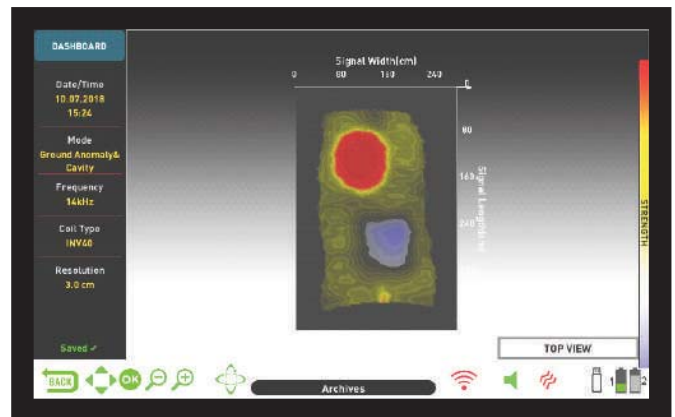 DASHBOARD
Date/Time
10.07.2018
15:24
Mode
Ground Anomaly&
Cavity
Frequency
14kHz
Coil Type
INV40
Resolution
3.0 cm
Saved ✓
Signal Width(cm)
0 80 160 240
0
80
160
240
STRENGTH
TOP VIEW
BACK
OK
Archives
1
2